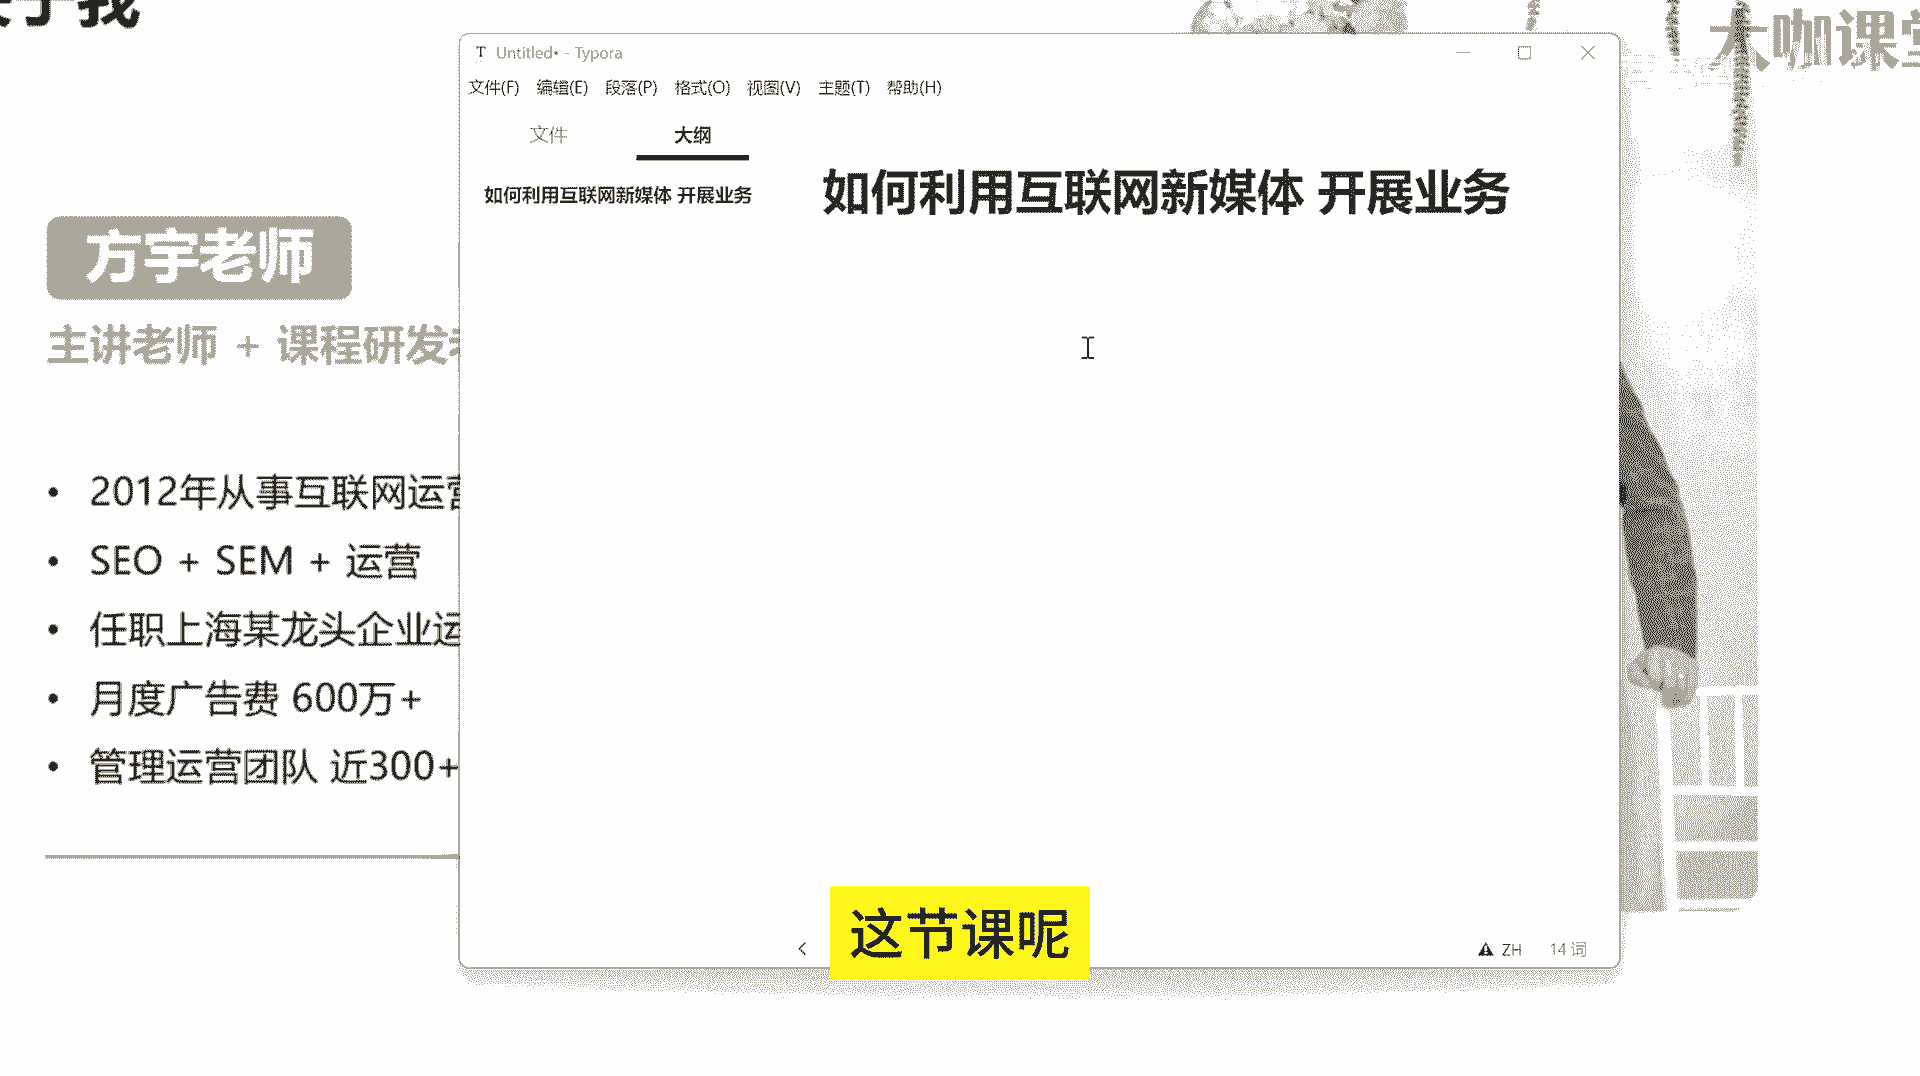 于我
大咖课堂
Untitled• - Typora
文件(F) 编辑(E) 段落(P) 格式(O) 视图(V) 主题(T) 帮助(H)
文件 大纲
如何利用互联网新媒体 开展业务
如何利用互联网新媒体 开展业务
方宇老师
主讲老师 + 课程研发
• 2012年从事互联网运营
• SEO + SEM + 运营
• 任职上海某龙头企业运
• 月度广告费 600万+
• 管理运营团队 近300+
这节课呢
ZH 14 词